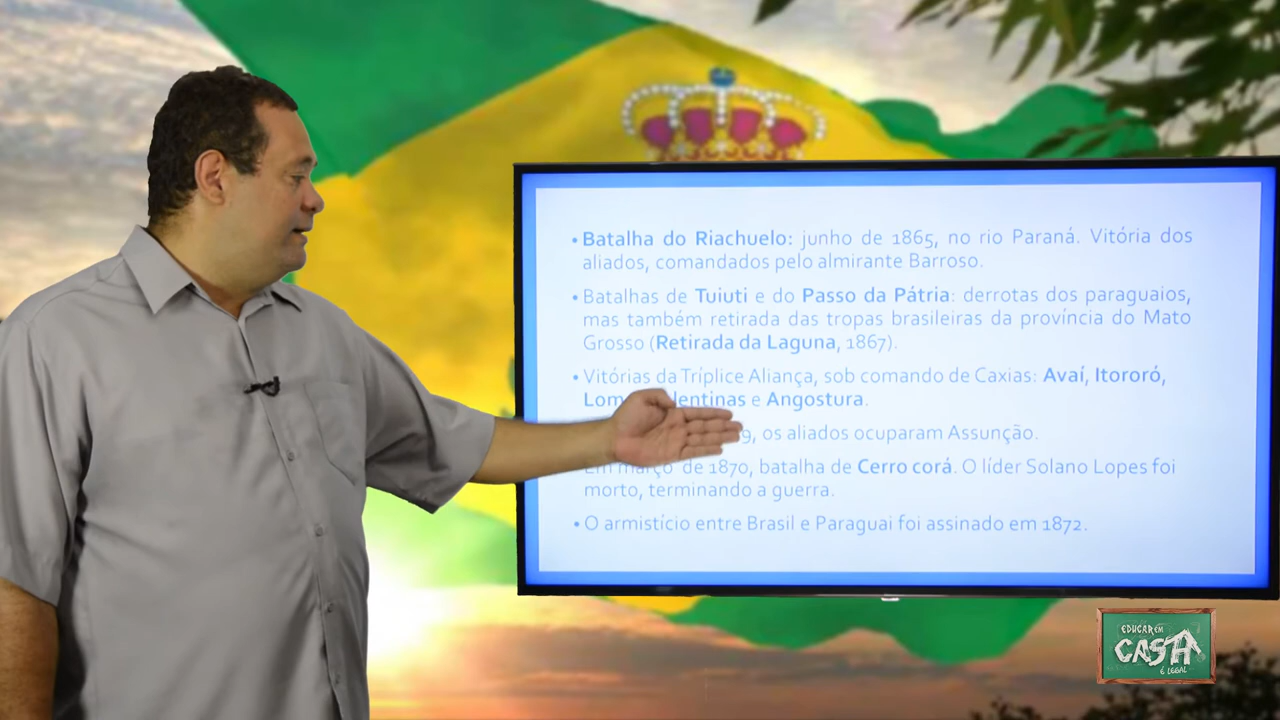 • Batalha do Riachuelo: junho de 1865, no rio Paraná. Vitória dos
aliados, comandados pelo almirante Barroso.
• Batalhas de Tuiuti e do Passo da Pátria: derrotas dos paraguaios,
mas também retirada das tropas brasileiras da província do Mato
Grosso (Retirada da Laguna, 1867).
• Vitórias da Tríplice Aliança, sob comando de Caxias: Avaí, Itororó,
e Angostura.
os aliados ocuparam Assunção.
Em março de 1870, batalha de Cerro corá. O líder Solano Lopes foi
morto, terminando a guerra.
• O armistício entre Brasil e Paraguai foi assinado em 1872.
EDUCAR EM
CASA
É LEGAL